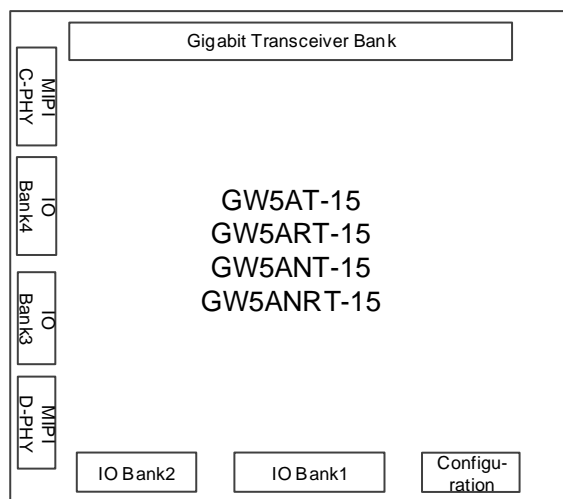 Gigabit Transceiver Bank
MIPI
C-PHY
IO
Bank4
IO
Bank3
MIPI
D-PHY
GW5AT-15
GW5ART-15
GW5ANT-15
GW5ANRT-15
IO Bank2
IO Bank1
Configu-
ration